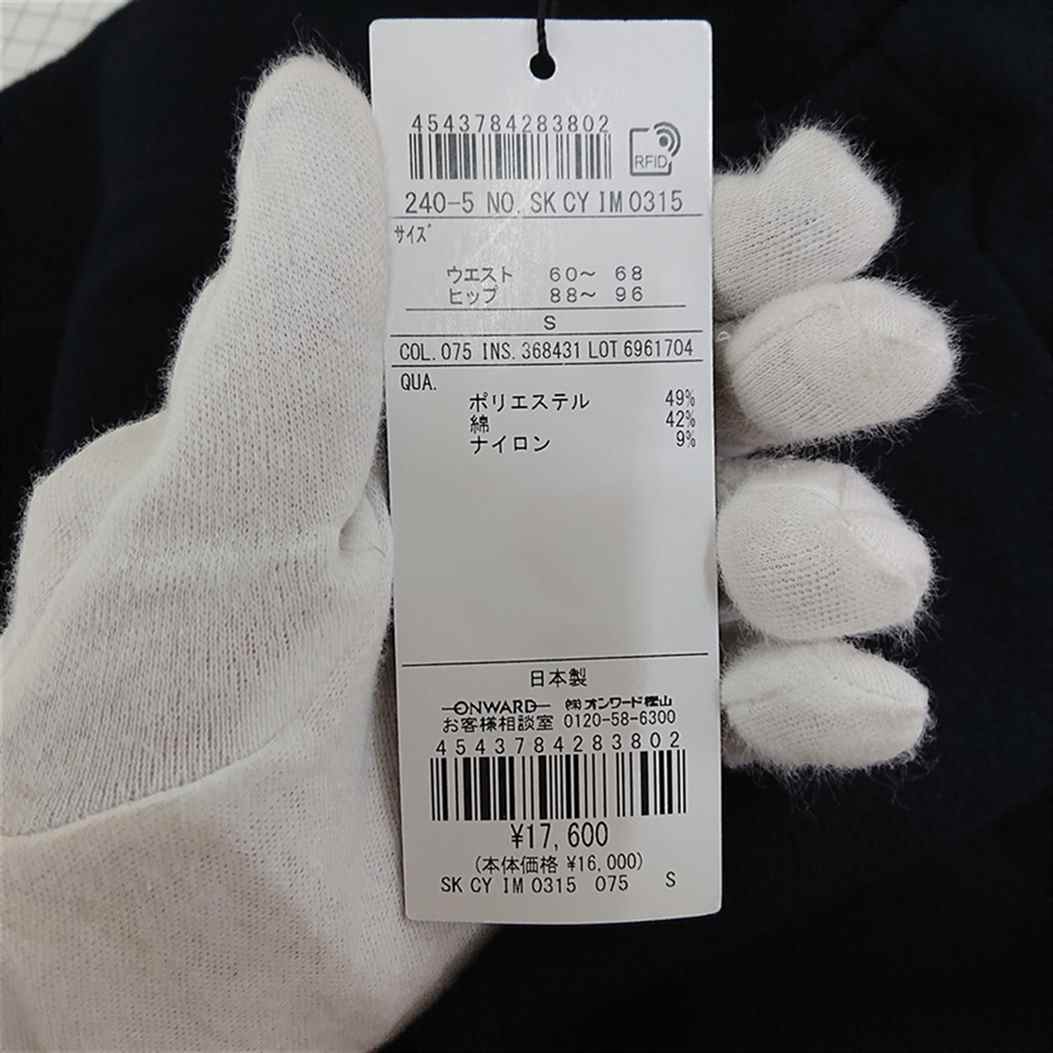 4543784283802
RFID
240-5 NO. SK CY IM 0315
サイズ
ウエスト 60〜 68
ヒップ 88〜 96
S
COL. 075 INS. 368431 LOT 6961704
QUA.
ポリエステル 49%
綿 42%
ナイロン 9%
日本製
ONWARD ㈱オンワード樫山
お客様相談室 0120-58-6300
4543784283802
¥17,600
(本体価格 ¥16,000)
SK CY IM 0315 075 S